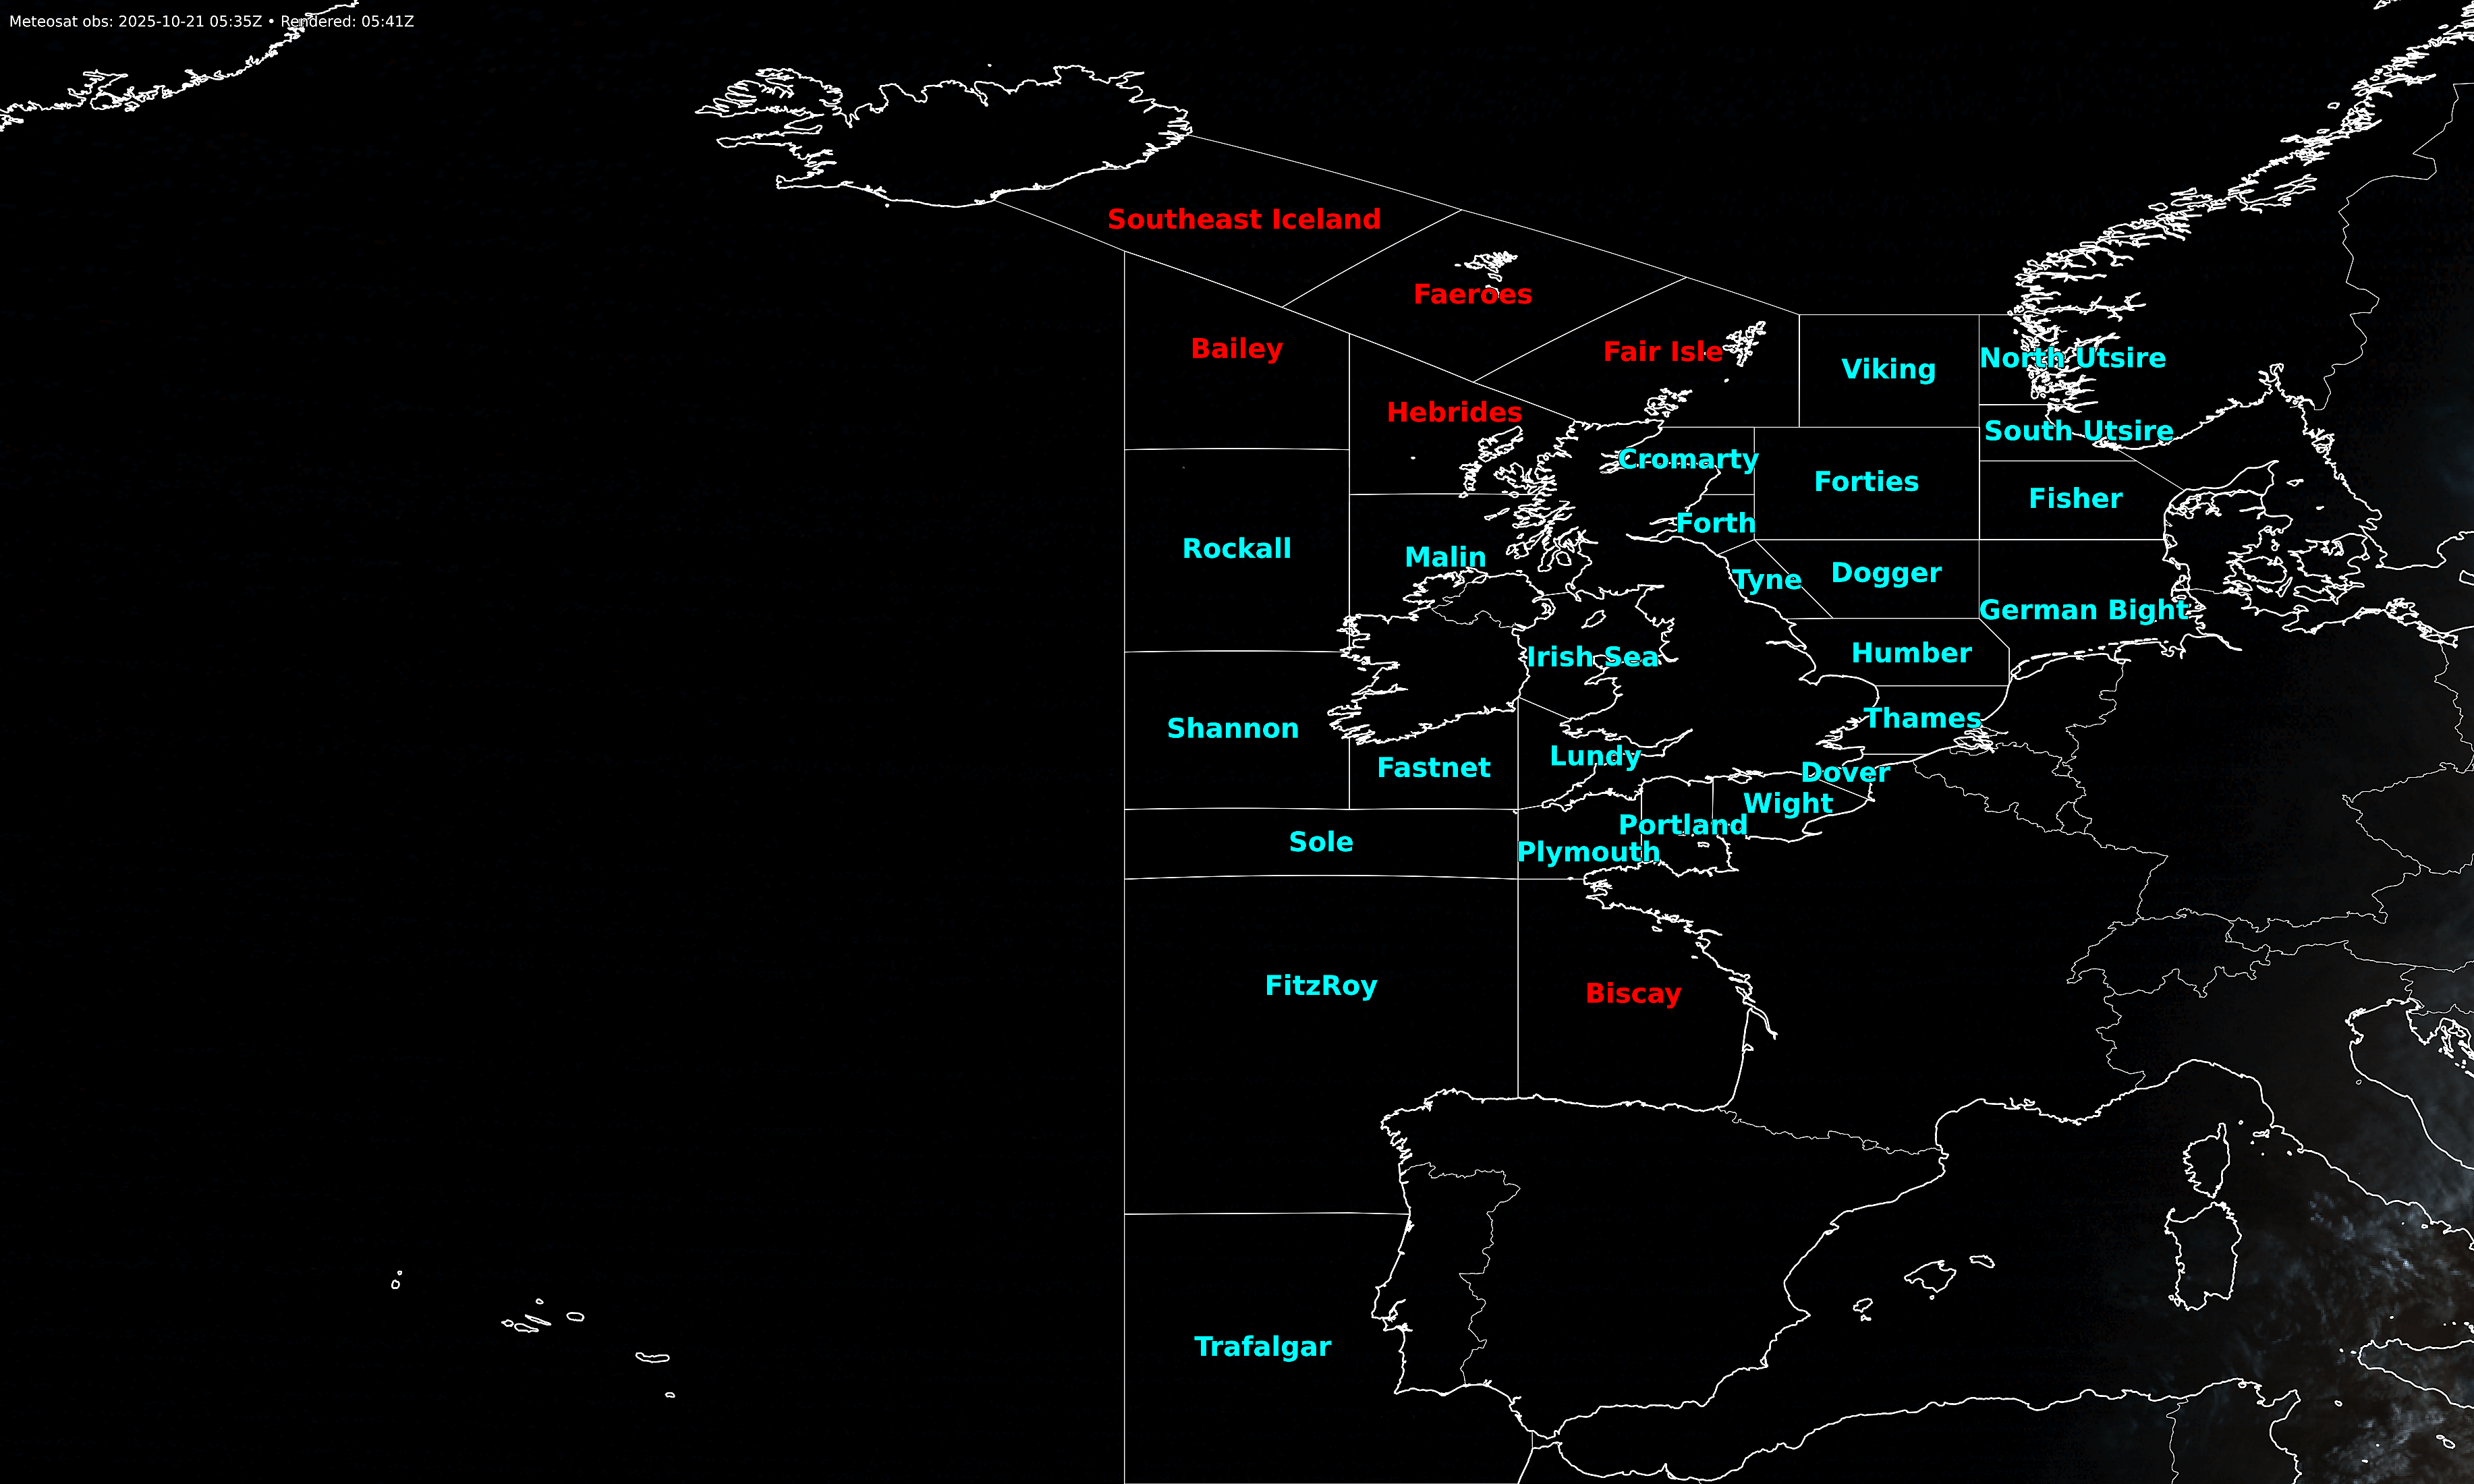 Meteosat obs: 2025-10-21 05:35Z • Rendered: 05:41Z
Southeast Iceland
Faeroes
Bailey
Fair Isle
Viking
North Utsire
Hebrides
South Utsire
Cromarty
Forties
Fisher
Forth
Rockall
Malin
Tyne
Dogger
German Bight
Irish Sea
Humber
Shannon
Thames
Fastnet
Lundy
Dover
Wight
Portland
Sole
Plymouth
FitzRoy
Biscay
Trafalgar